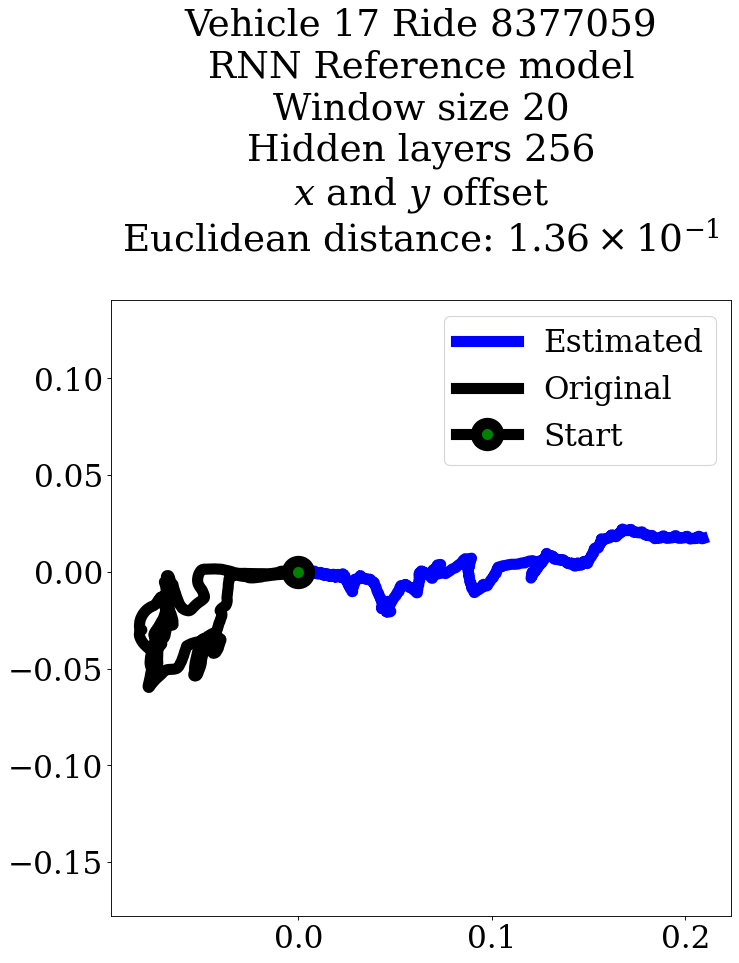 Vehicle 17 Ride 8377059
RNN Reference model
Window size 20
Hidden layers 256
x and y offset
Euclidean distance: 1.36 × 10⁻¹
Estimated
Original
Start
0.10
0.05
0.00
−0.05
−0.10
−0.15
0.0 0.1 0.2